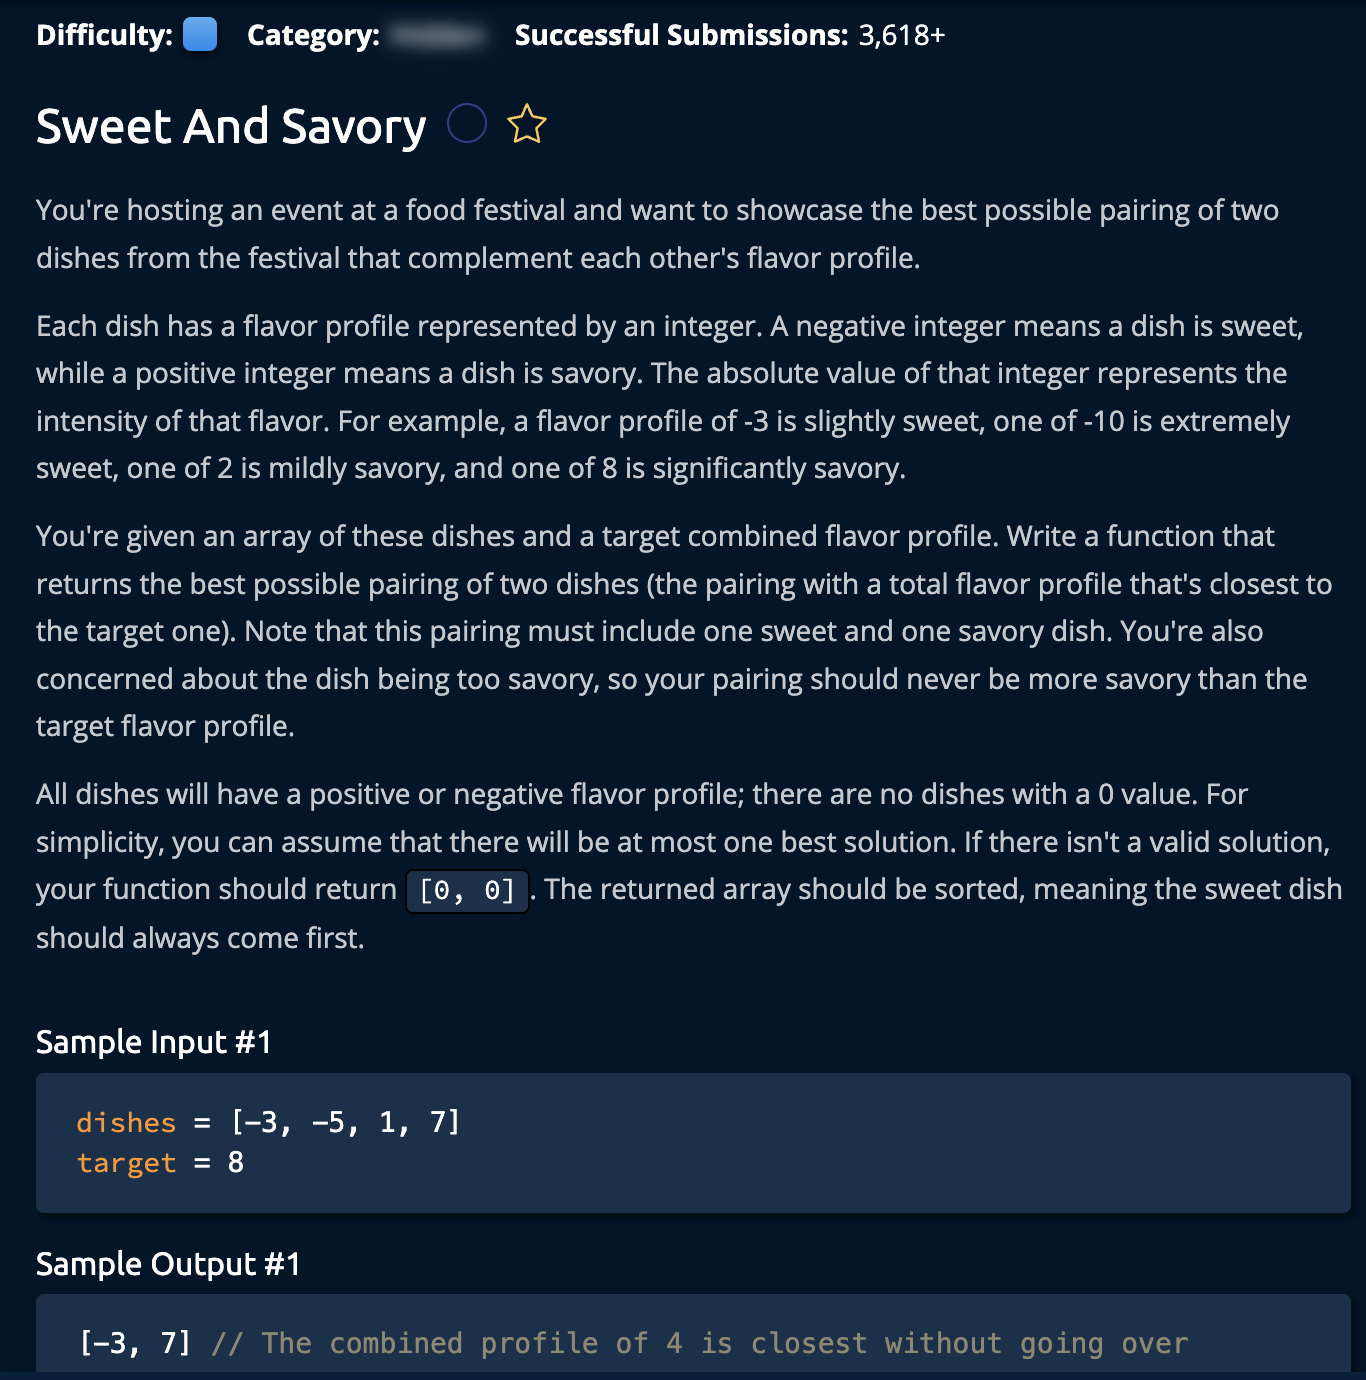 Difficulty: Category: Successful Submissions: 3,618+
Sweet And Savory
You're hosting an event at a food festival and want to showcase the best possible pairing of two
dishes from the festival that complement each other's flavor profile.
Each dish has a flavor profile represented by an integer. A negative integer means a dish is sweet,
while a positive integer means a dish is savory. The absolute value of that integer represents the
intensity of that flavor. For example, a flavor profile of -3 is slightly sweet, one of -10 is extremely
sweet, one of 2 is mildly savory, and one of 8 is significantly savory.
You're given an array of these dishes and a target combined flavor profile. Write a function that
returns the best possible pairing of two dishes (the pairing with a total flavor profile that's closest to
the target one). Note that this pairing must include one sweet and one savory dish. You're also
concerned about the dish being too savory, so your pairing should never be more savory than the
target flavor profile.
All dishes will have a positive or negative flavor profile; there are no dishes with a 0 value. For
simplicity, you can assume that there will be at most one best solution. If there isn't a valid solution,
your function should return [0, 0]. The returned array should be sorted, meaning the sweet dish
should always come first.
Sample Input #1
dishes = [-3, -5, 1, 7]
target = 8
Sample Output #1
[-3, 7] // The combined profile of 4 is closest without going over